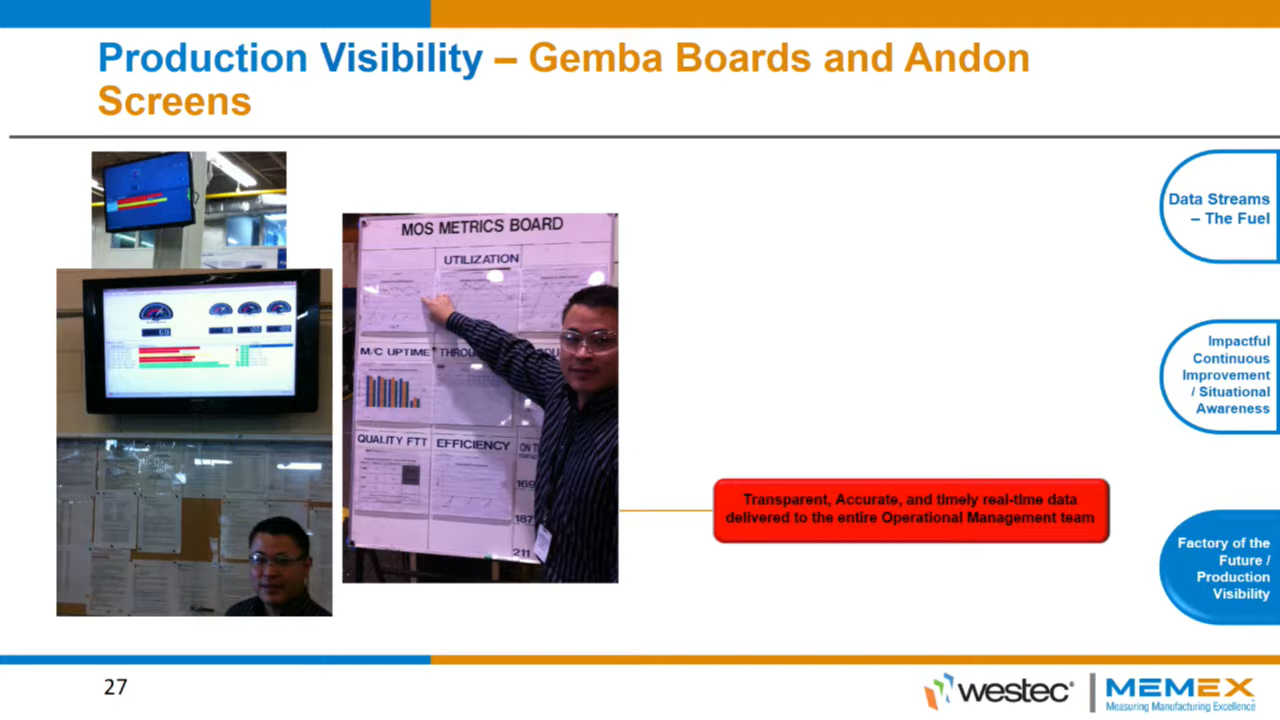 Production Visibility – Gemba Boards and Andon
Screens
MOS METRICS BOARD
UTILIZATION
M/C UPTIME
QUALITY FTT
EFFICIENCY
169
187
211
Transparent, Accurate, and timely real-time data
delivered to the entire Operational Management team
Data Streams
– The Fuel
Impactful
Continuous
Improvement
/ Situational
Awareness
Factory of the
Future /
Production
Visibility
27
westec®
MEMEX
Measuring Manufacturing Excellence